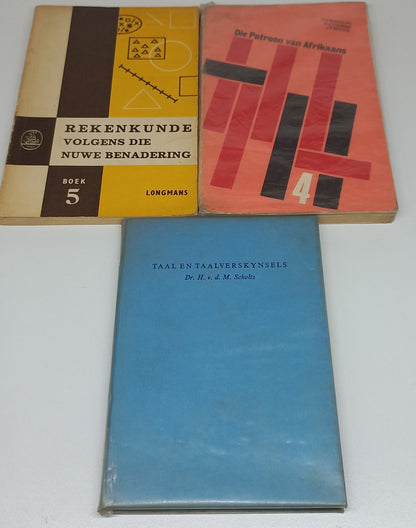 REKENKUNDE
VOLGENS DIE
NUWE BENADERING
BOEK
5
LONGMANS
Die Patroon van Afrikaans
4
TAAL EN TAALVERSKYNSELS
Dr. H. v. d. M. Scholtz